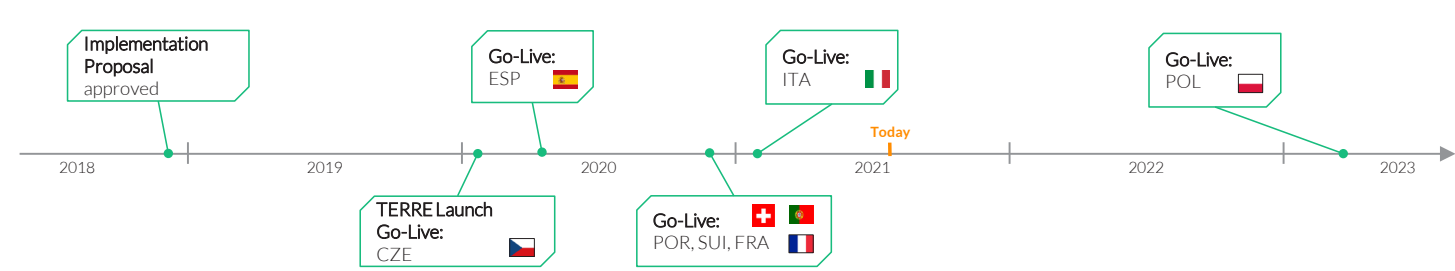 Implementation
Proposal
approved
Go-Live:
ESP
Go-Live:
ITA
Go-Live:
POL
Today
2018
2019
2020
2021
2022
2023
TERRE Launch
Go-Live:
CZE
Go-Live:
POR, SUI, FRA